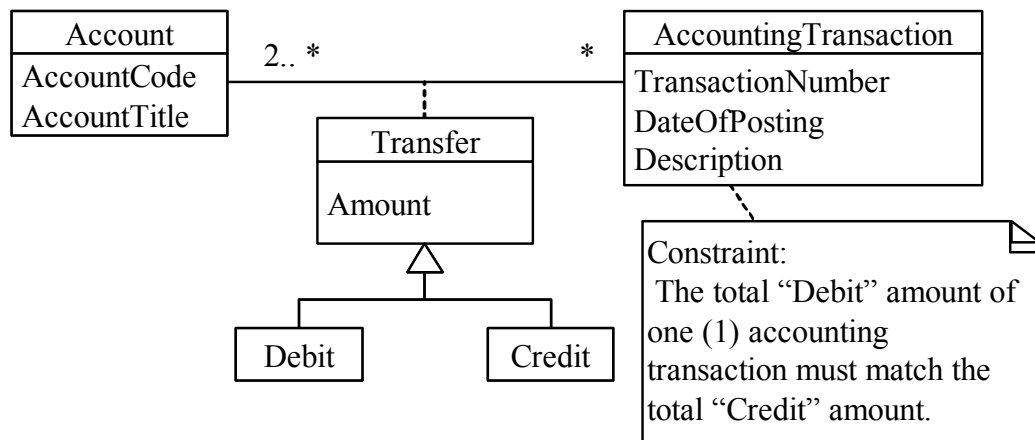 Account
AccountCode
AccountTitle
2.. *
*
AccountingTransaction
TransactionNumber
DateOfPosting
Description
Transfer
Amount
Debit
Credit
Constraint:
The total “Debit” amount of
one (1) accounting
transaction must match the
total “Credit” amount.